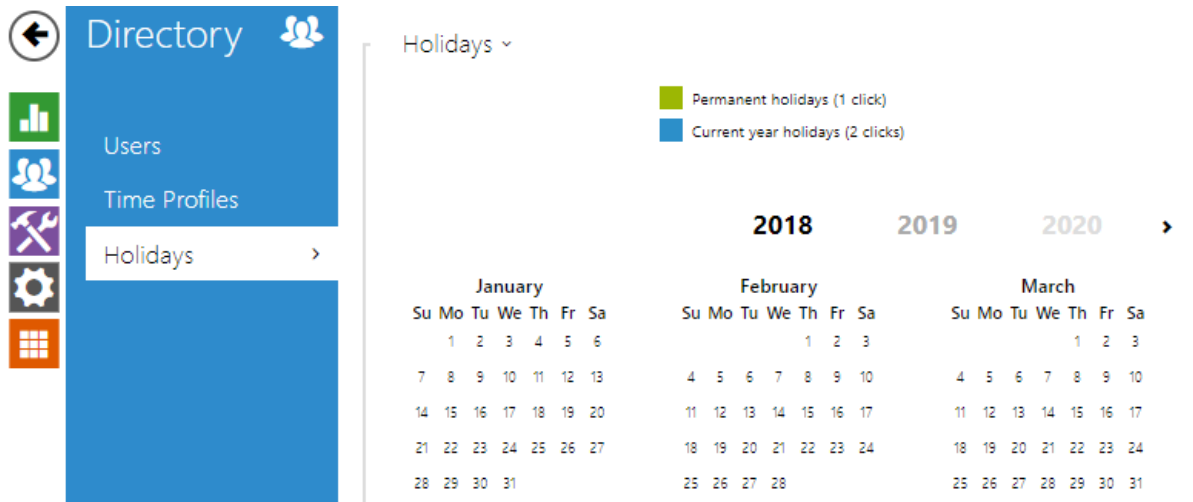 Directory
Users
Time Profiles
Holidays
Holidays
Permanent holidays (1 click)
Current year holidays (2 clicks)
2018 2019 2020
January February March
Su Mo Tu We Th Fr Sa Su Mo Tu We Th Fr Sa Su Mo Tu We Th Fr Sa
1 2 3 4 5 6 1 2 3 1 2 3
7 8 9 10 11 12 13 4 5 6 7 8 9 10 4 5 6 7 8 9 10
14 15 16 17 18 19 20 11 12 13 14 15 16 17 11 12 13 14 15 16 17
21 22 23 24 25 26 27 18 19 20 21 22 23 24 18 19 20 21 22 23 24
28 29 30 31 25 26 27 28 25 26 27 28 29 30 31